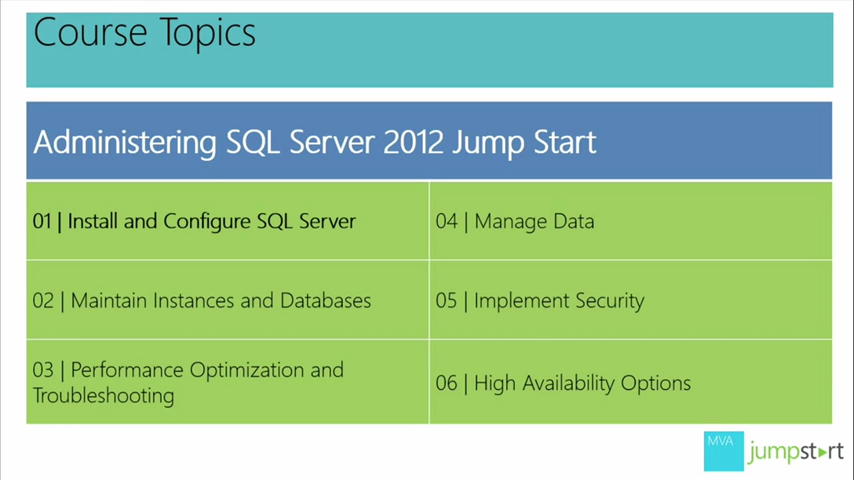 Course Topics
Administering SQL Server 2012 Jump Start
01 | Install and Configure SQL Server
04 | Manage Data
02 | Maintain Instances and Databases
05 | Implement Security
03 | Performance Optimization and
Troubleshooting
06 | High Availability Options
MVA
jumpstart